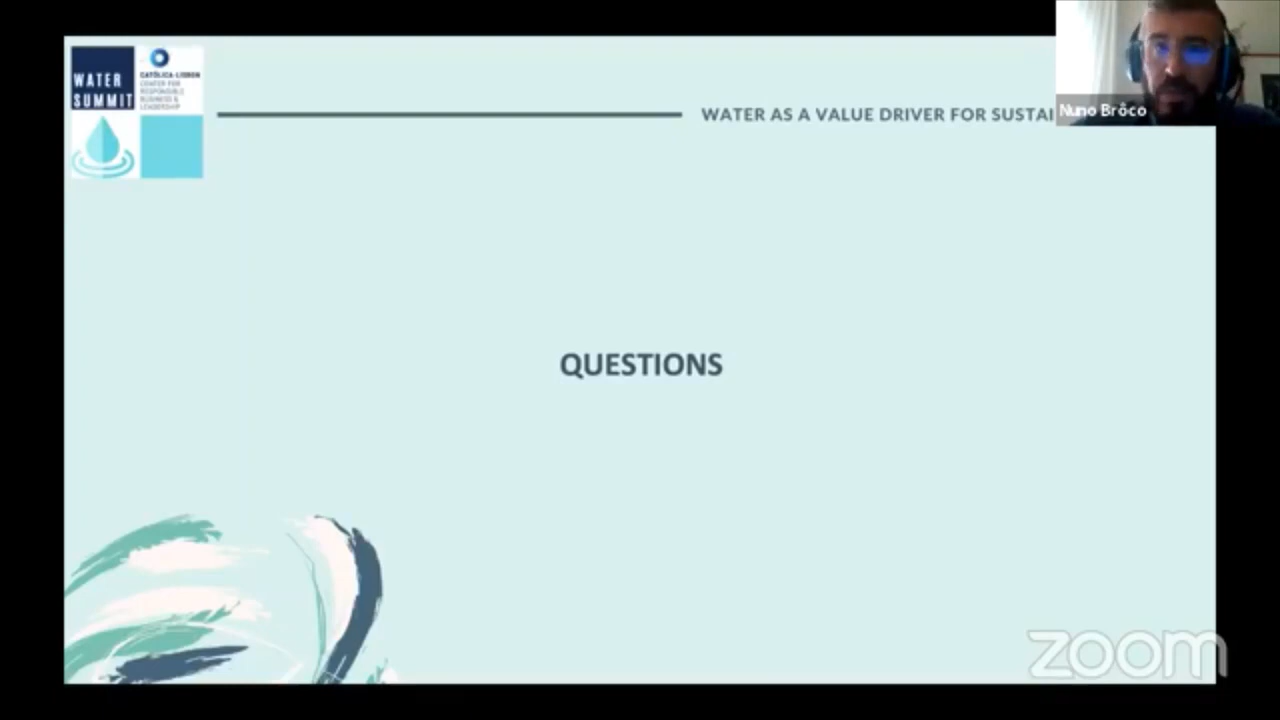 WATER
SUMMIT
CATÓLICA-LISBON
CENTER FOR
RESPONSIBLE
BUSINESS &
LEADERSHIP
WATER AS A VALUE DRIVER FOR SUSTAI
Nuno Brôco
QUESTIONS
zoom